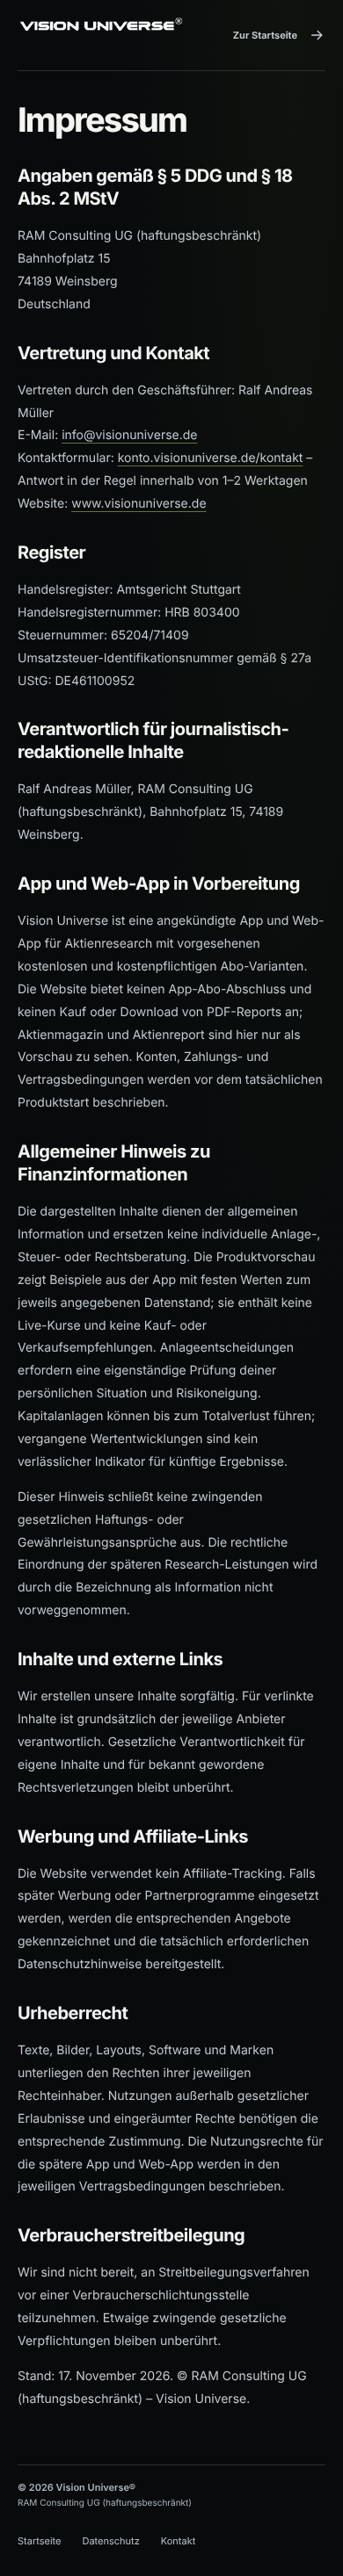 VISION UNIVERSE®
Zur Startseite →
Impressum
Angaben gemäß § 5 DDG und § 18
Abs. 2 MStV
RAM Consulting UG (haftungsbeschränkt)
Bahnhofplatz 15
74189 Weinsberg
Deutschland
Vertretung und Kontakt
Vertreten durch den Geschäftsführer: Ralf Andreas
Müller
E-Mail: info@visionuniverse.de
Kontaktformular: konto.visionuniverse.de/kontakt –
Antwort in der Regel innerhalb von 1–2 Werktagen
Website: www.visionuniverse.de
Register
Handelsregister: Amtsgericht Stuttgart
Handelsregisternummer: HRB 803400
Steuernummer: 65204/71409
Umsatzsteuer-Identifikationsnummer gemäß § 27a
UStG: DE461100952
Verantwortlich für journalistisch-
redaktionelle Inhalte
Ralf Andreas Müller, RAM Consulting UG
(haftungsbeschränkt), Bahnhofplatz 15, 74189
Weinsberg.
App und Web-App in Vorbereitung
Vision Universe ist eine angekündigte App und Web-
App für Aktienresearch mit vorgesehenen
kostenlosen und kostenpflichtigen Abo-Varianten.
Die Website bietet keinen App-Abo-Abschluss und
keinen Kauf oder Download von PDF-Reports an;
Aktienmagazin und Aktienreport sind hier nur als
Vorschau zu sehen. Konten, Zahlungs- und
Vertragsbedingungen werden vor dem tatsächlichen
Produktstart beschrieben.
Allgemeiner Hinweis zu
Finanzinformationen
Die dargestellten Inhalte dienen der allgemeinen
Information und ersetzen keine individuelle Anlage-,
Steuer- oder Rechtsberatung. Die Produktvorschau
zeigt Beispiele aus der App mit festen Werten zum
jeweils angegebenen Datenstand; sie enthält keine
Live-Kurse und keine Kauf- oder
Verkaufsempfehlungen. Anlageentscheidungen
erfordern eine eigenständige Prüfung deiner
persönlichen Situation und Risikoneigung.
Kapitalanlagen können bis zum Totalverlust führen;
vergangene Wertentwicklungen sind kein
verlässlicher Indikator für künftige Ergebnisse.
Dieser Hinweis schließt keine zwingenden
gesetzlichen Haftungs- oder
Gewährleistungsansprüche aus. Die rechtliche
Einordnung der späteren Research-Leistungen wird
durch die Bezeichnung als Information nicht
vorweggenommen.
Inhalte und externe Links
Wir erstellen unsere Inhalte sorgfältig. Für verlinkte
Inhalte ist grundsätzlich der jeweilige Anbieter
verantwortlich. Gesetzliche Verantwortlichkeit für
eigene Inhalte und für bekannt gewordene
Rechtsverletzungen bleibt unberührt.
Werbung und Affiliate-Links
Die Website verwendet kein Affiliate-Tracking. Falls
später Werbung oder Partnerprogramme eingesetzt
werden, werden die entsprechenden Angebote
gekennzeichnet und die tatsächlich erforderlichen
Datenschutzhinweise bereitgestellt.
Urheberrecht
Texte, Bilder, Layouts, Software und Marken
unterliegen den Rechten ihrer jeweiligen
Rechteinhaber. Nutzungen außerhalb gesetzlicher
Erlaubnisse und eingeräumter Rechte benötigen die
entsprechende Zustimmung. Die Nutzungsrechte für
die spätere App und Web-App werden in den
jeweiligen Vertragsbedingungen beschrieben.
Verbraucherstreitbeilegung
Wir sind nicht bereit, an Streitbeilegungsverfahren
vor einer Verbraucherschlichtungsstelle
teilzunehmen. Etwaige zwingende gesetzliche
Verpflichtungen bleiben unberührt.
Stand: 17. November 2026. © RAM Consulting UG
(haftungsbeschränkt) – Vision Universe.
© 2026 Vision Universe®
RAM Consulting UG (haftungsbeschränkt)
Startseite Datenschutz Kontakt